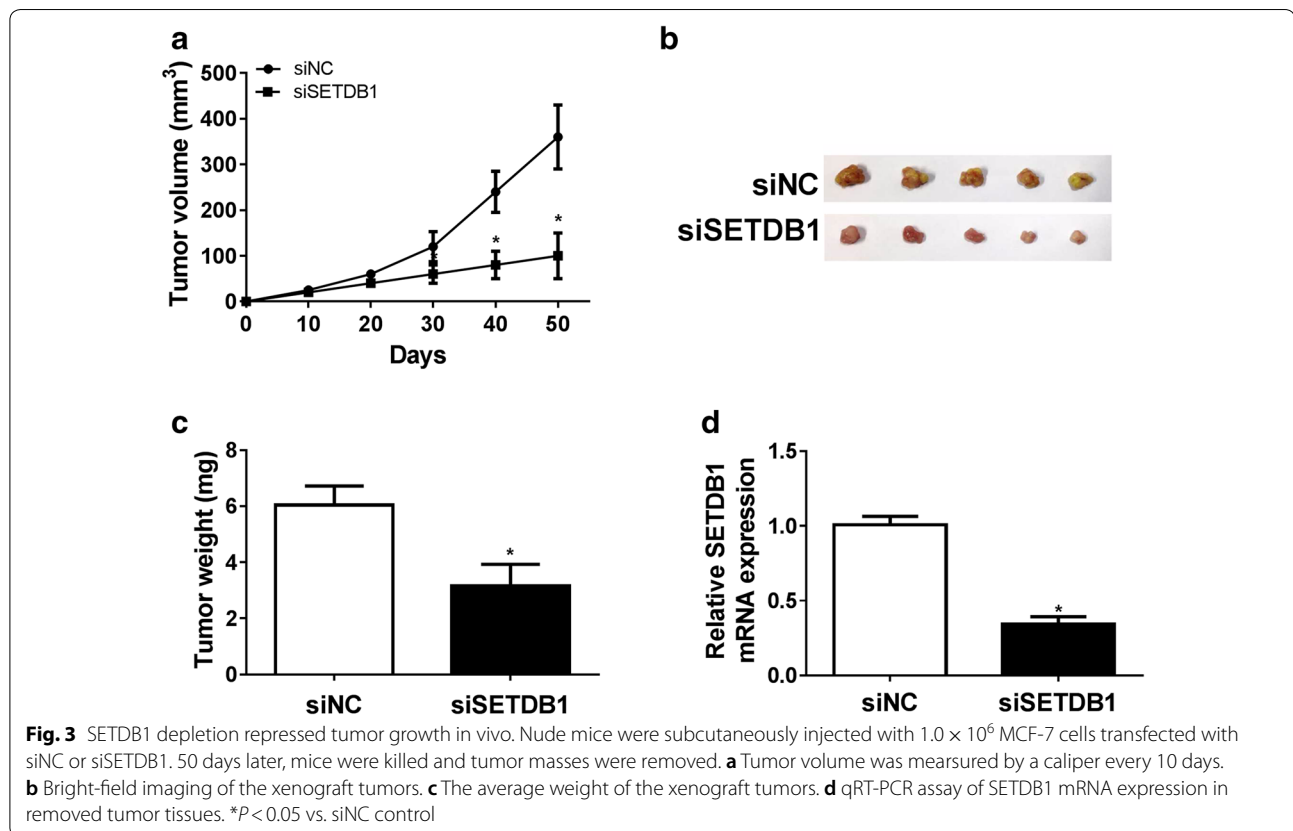 a
siNC
siSETDB1
Tumor volume (mm³)
500
400
300
200
100
0
*
*
*
0 10 20 30 40 50
Days
b
siNC
siSETDB1
c
Tumor weight (mg)
8
6
4
2
0
*
siNC siSETDB1
d
Relative SETDB1
mRNA expression
1.5
1.0
0.5
0.0
*
siNC siSETDB1
Fig. 3 SETDB1 depletion repressed tumor growth in vivo. Nude mice were subcutaneously injected with 1.0 × 10⁶ MCF-7 cells transfected with
siNC or siSETDB1. 50 days later, mice were killed and tumor masses were removed. a Tumor volume was mearsured by a caliper every 10 days.
b Bright-field imaging of the xenograft tumors. c The average weight of the xenograft tumors. d qRT-PCR assay of SETDB1 mRNA expression in
removed tumor tissues. *P < 0.05 vs. siNC control